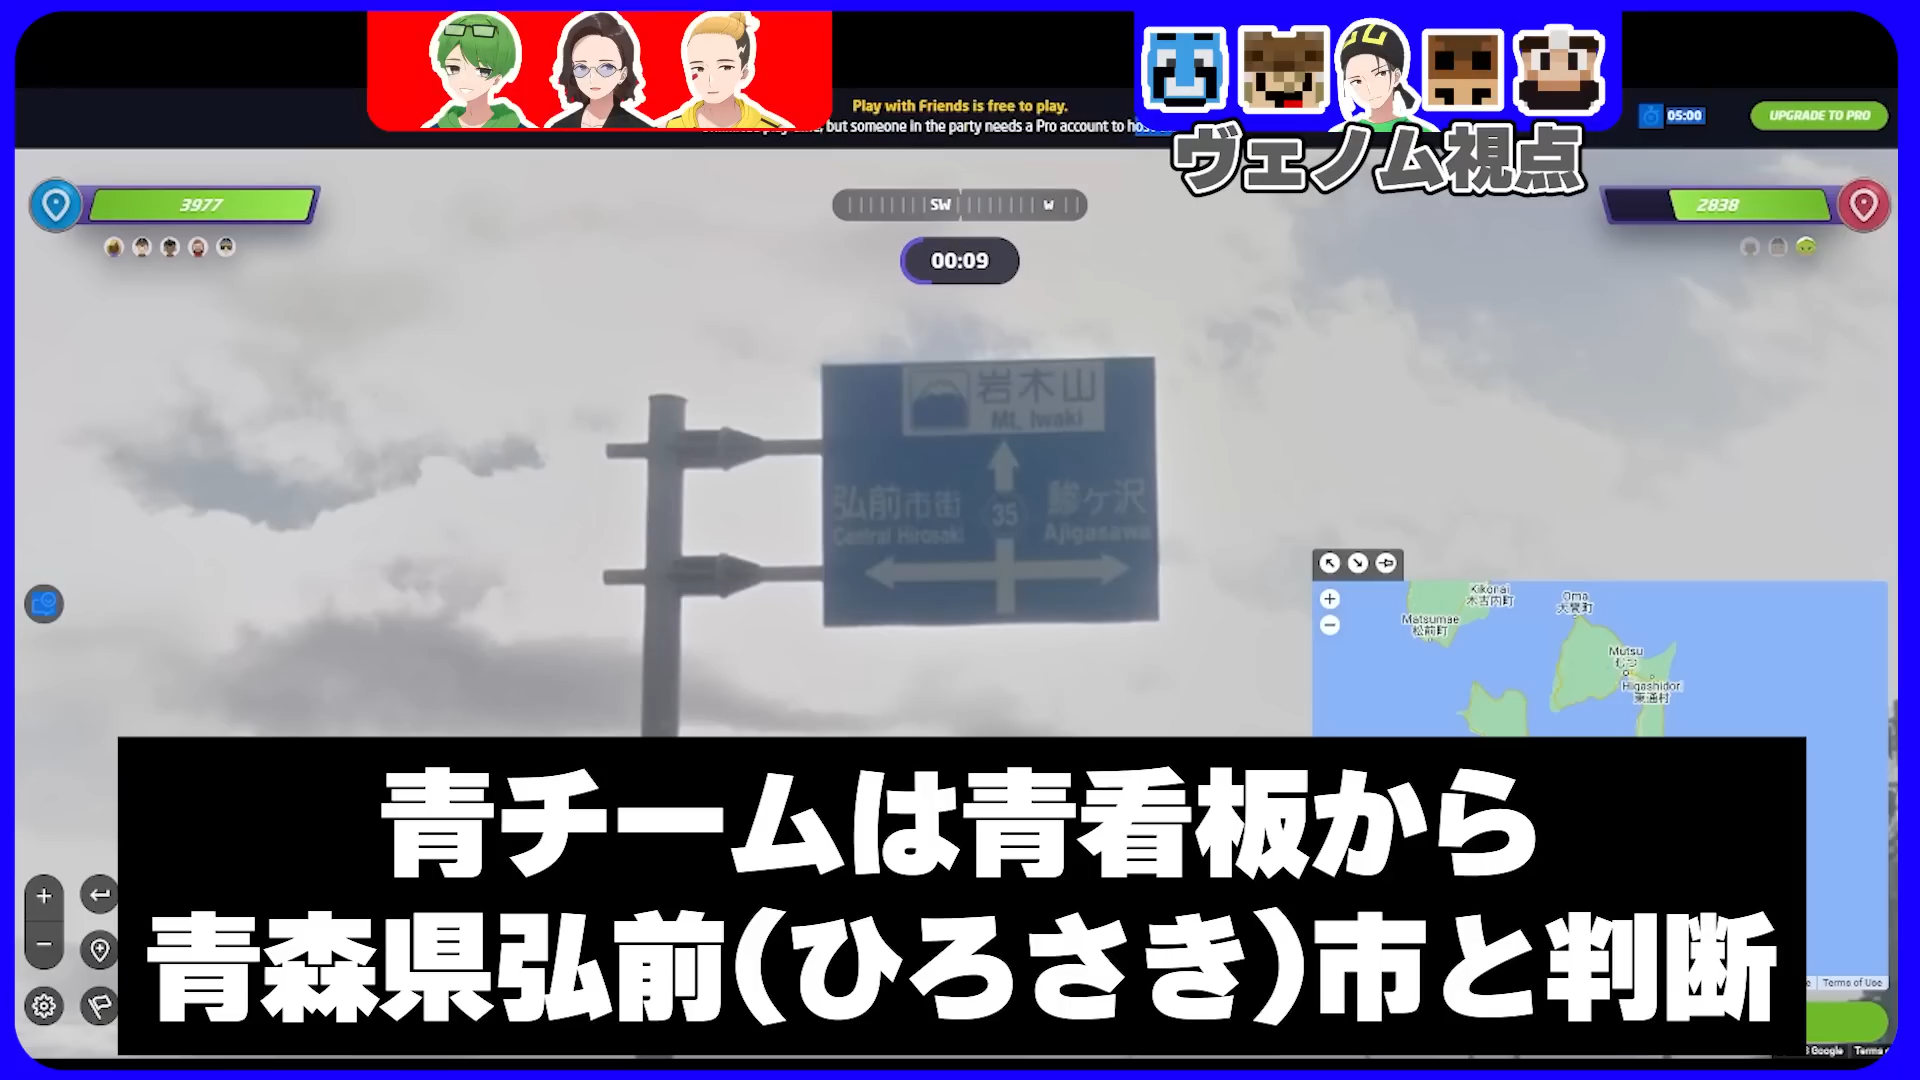 Play with Friends is free to play.
but someone in the party needs a Pro account to
05:00
UPGRADE TO PRO
ヴェノム視点
3977
SW
W
2838
00:09
岩木山
Mt. Iwaki
弘前市街
35
鰺ヶ沢
Central Hirosaki
Ajigasawa
Kikonai
木古内町
Oma
大間町
Matsumae
松前町
Mutsu
むつ
Higashidori
東通村
青チームは青看板から
青森県弘前(ひろさき)市と判断
Terms of Use
Google
Terms